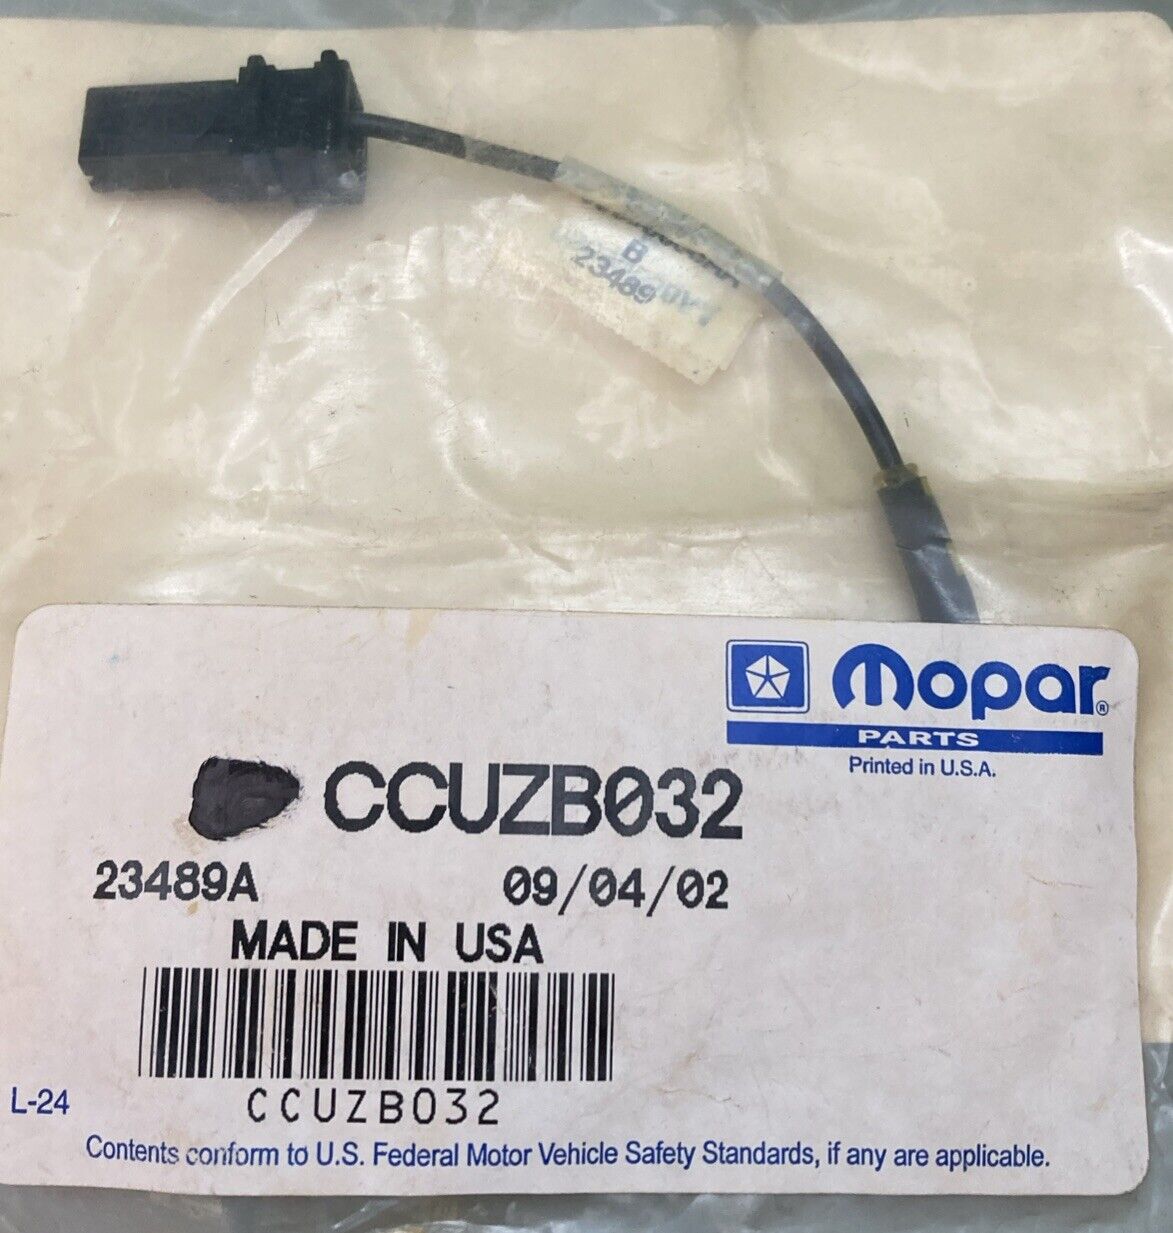 B
23489
Mopar®
PARTS
Printed in U.S.A.
CCUZB032
23489A 09/04/02
MADE IN USA
CCUZB032
L-24
Contents conform to U.S. Federal Motor Vehicle Safety Standards, if any are applicable.